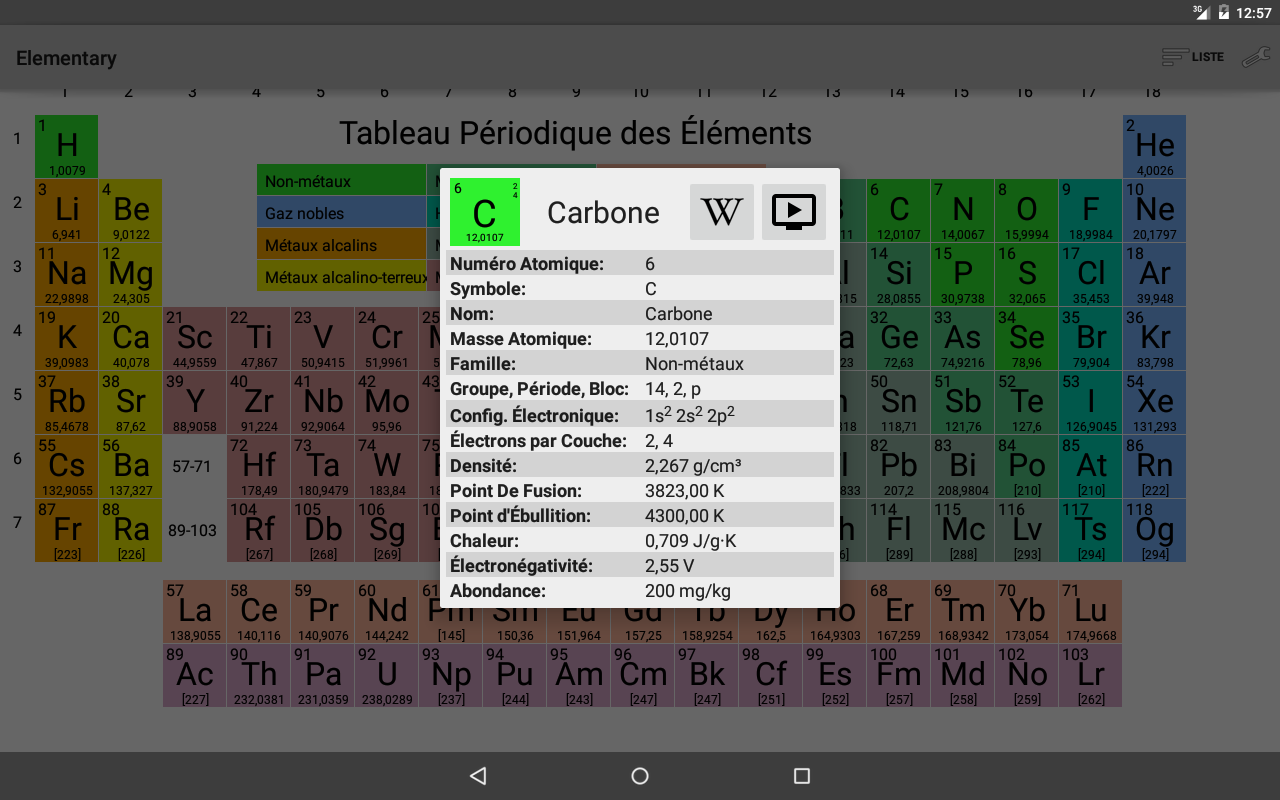 3G 12:57
Elementary LISTE
1 2 3 4 5 6 7 8 9 10 11 12 13 14 15 16 17 18
Tableau Périodique des Éléments
1 1 H 1,0079 2 He 4,0026
Non-métaux
2 3 Li 6,941 4 Be 9,0122 6 C 12,0107 7 N 14,0067 8 O 15,9994 9 F 18,9984 10 Ne 20,1797
Gaz nobles
Métaux alcalins
3 11 Na 22,9898 12 Mg 24,305 14 Si 28,0855 15 P 30,9738 16 S 32,065 17 Cl 35,453 18 Ar 39,948
Métaux alcalino-terreux
4 19 K 39,0983 20 Ca 40,078 21 Sc 44,9559 22 Ti 47,867 23 V 50,9415 24 Cr 51,9961 25 32 Ge 72,63 33 As 74,9216 34 Se 78,96 35 Br 79,904 36 Kr 83,798
5 37 Rb 85,4678 38 Sr 87,62 39 Y 88,9058 40 Zr 91,224 41 Nb 92,9064 42 Mo 95,96 43 50 Sn 118,71 51 Sb 121,76 52 Te 127,6 53 I 126,9045 54 Xe 131,293
6 55 Cs 132,9055 56 Ba 137,327 57-71 72 Hf 178,49 73 Ta 180,9479 74 W 183,84 75 82 Pb 207,2 83 Bi 208,9804 84 Po [210] 85 At [210] 86 Rn [222]
7 87 Fr [223] 88 Ra [226] 89-103 104 Rf [267] 105 Db [268] 106 Sg [269] 114 Fl [289] 115 Mc [288] 116 Lv [293] 117 Ts [294] 118 Og [294]
6 C 2 4 12,0107
Carbone W
Numéro Atomique: 6
Symbole: C
Nom: Carbone
Masse Atomique: 12,0107
Famille: Non-métaux
Groupe, Période, Bloc: 14, 2, p
Config. Électronique: 1s² 2s² 2p²
Électrons par Couche: 2, 4
Densité: 2,267 g/cm³
Point De Fusion: 3823,00 K
Point d'Ébullition: 4300,00 K
Chaleur: 0,709 J/g·K
Électronégativité: 2,55 V
Abondance: 200 mg/kg
57 La 138,9055 58 Ce 140,116 59 Pr 140,9076 60 Nd 144,242 Pm [145] Sm 150,36 Eu 151,964 Gd 157,25 Tb 158,9254 Dy 162,5 Ho 164,9303 68 Er 167,259 69 Tm 168,9342 70 Yb 173,054 71 Lu 174,9668
89 Ac [227] 90 Th 232,0381 91 Pa 231,0359 92 U 238,0289 93 Np [237] 94 Pu [244] 95 Am [243] 96 Cm [247] 97 Bk [247] 98 Cf [251] 99 Es [252] 100 Fm [257] 101 Md [258] 102 No [259] 103 Lr [262]